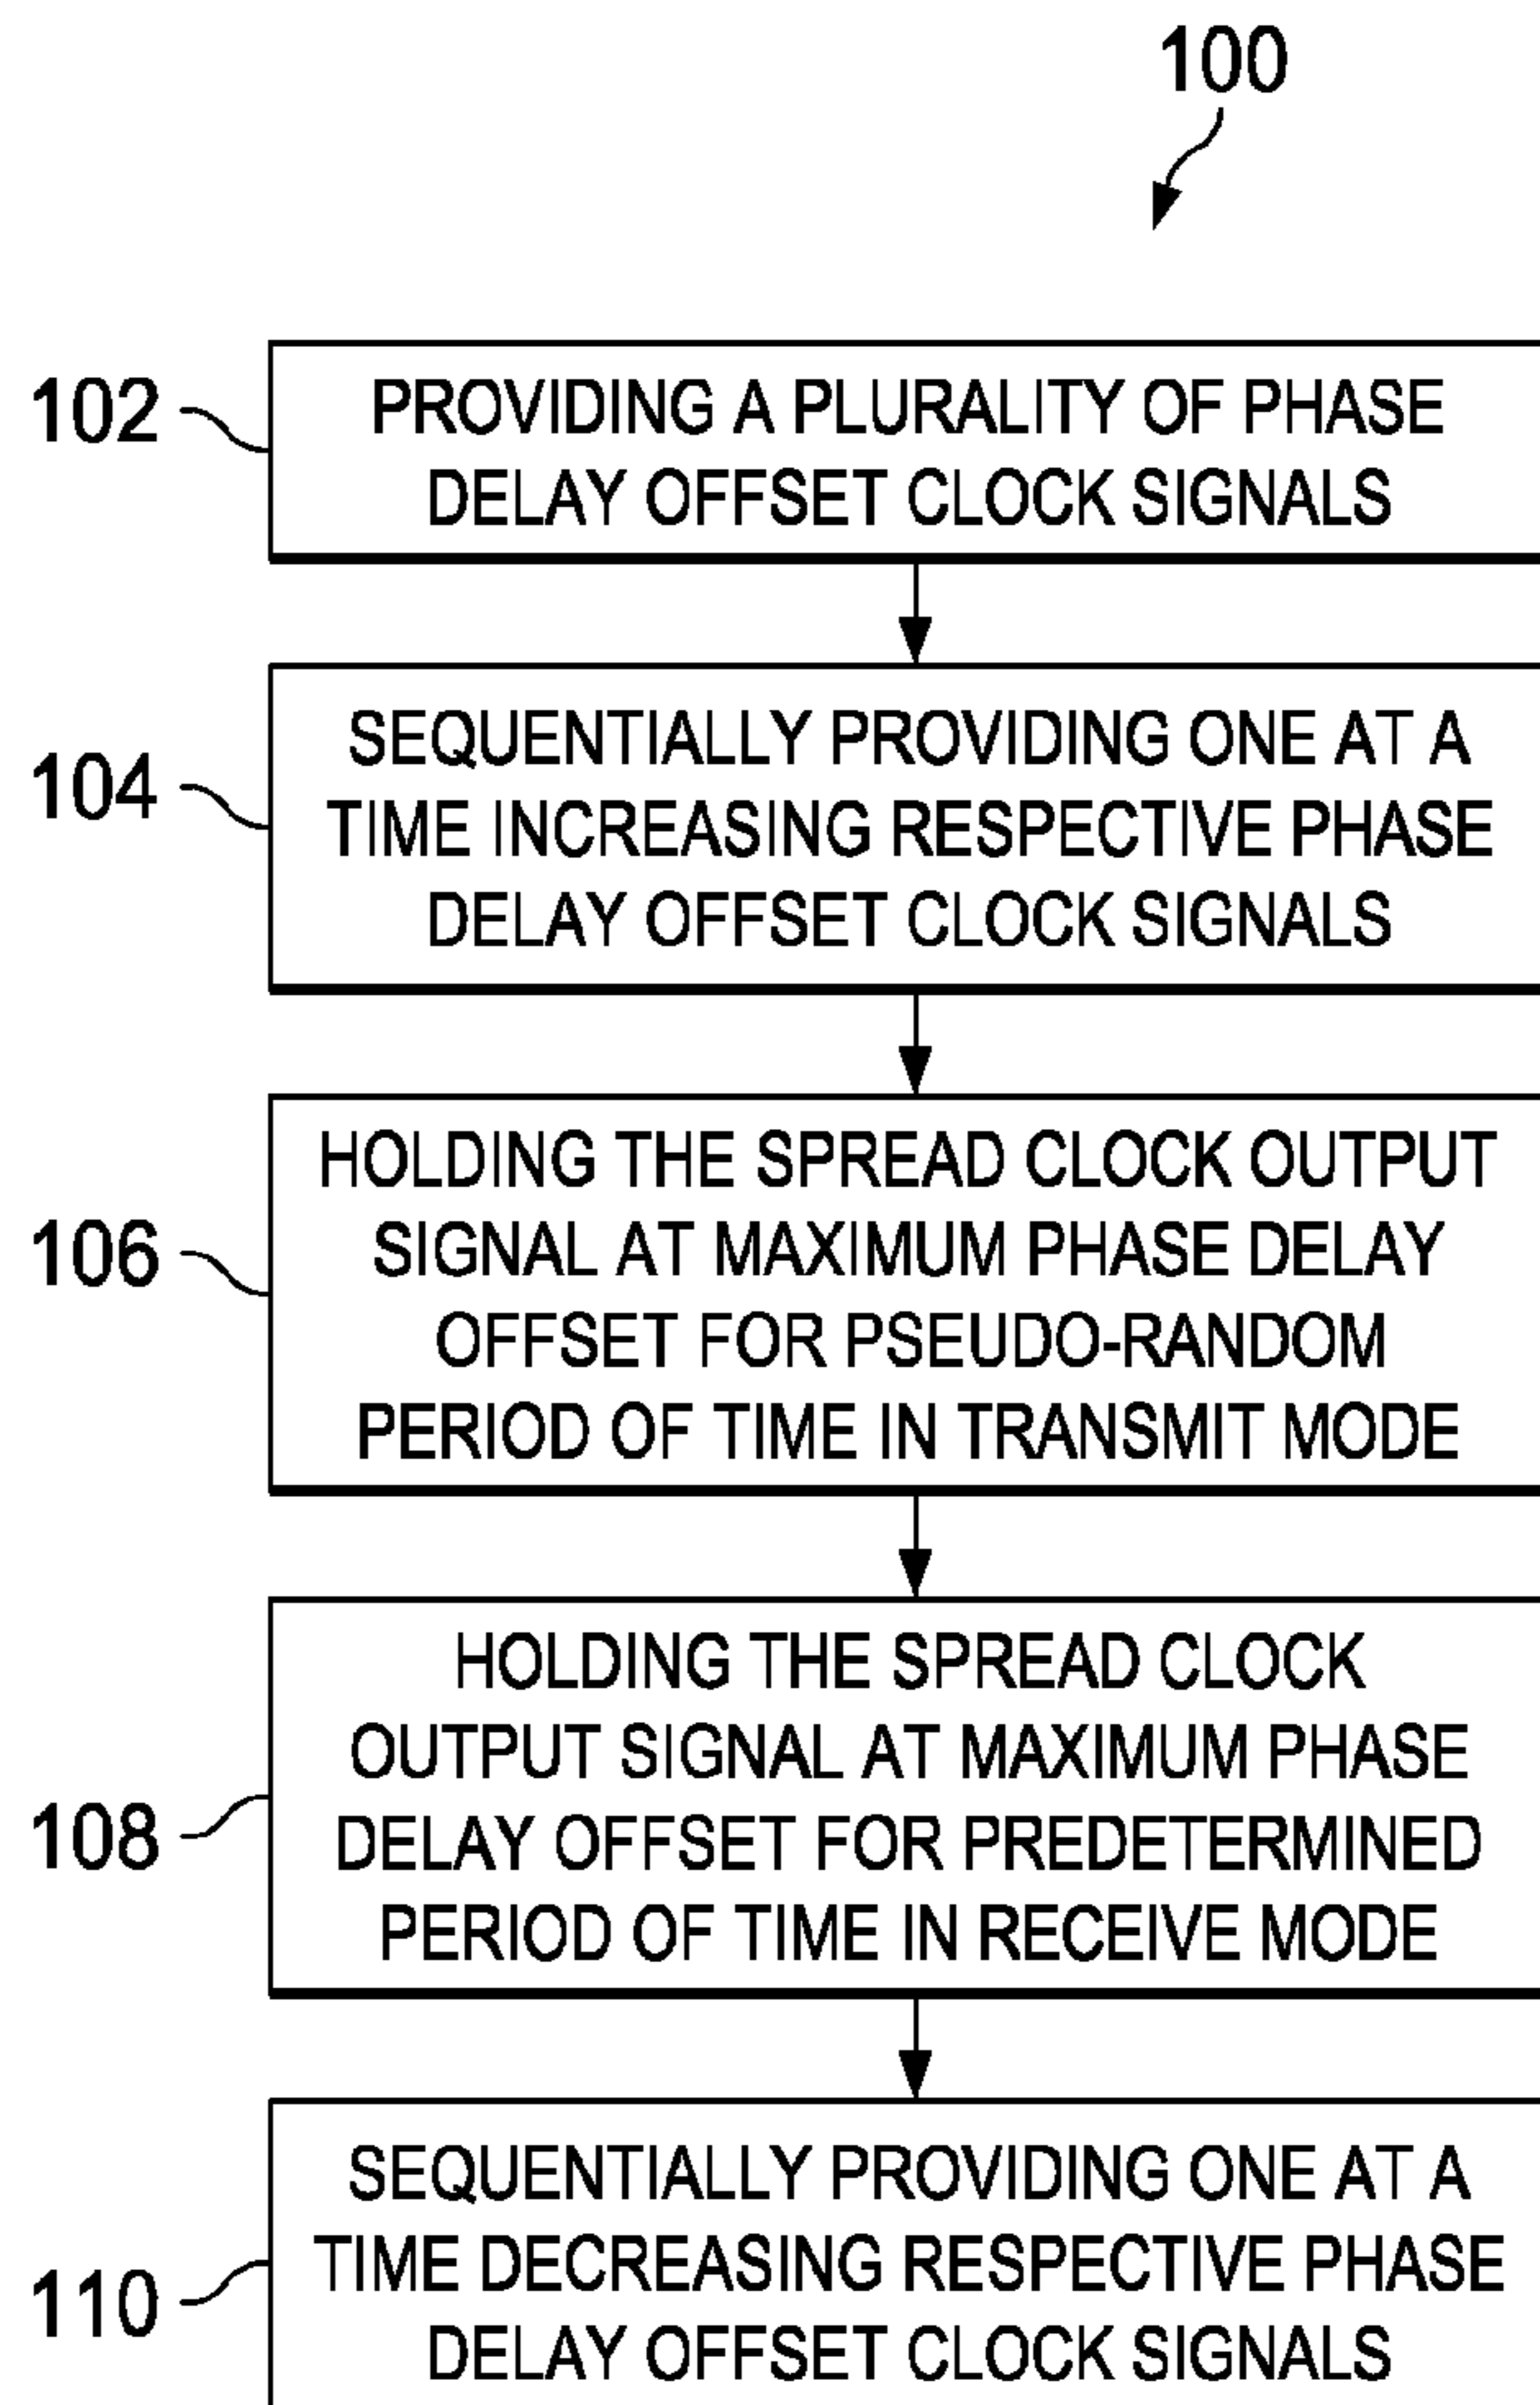 100
102
PROVIDING A PLURALITY OF PHASE
DELAY OFFSET CLOCK SIGNALS
104
SEQUENTIALLY PROVIDING ONE AT A
TIME INCREASING RESPECTIVE PHASE
DELAY OFFSET CLOCK SIGNALS
106
HOLDING THE SPREAD CLOCK OUTPUT
SIGNAL AT MAXIMUM PHASE DELAY
OFFSET FOR PSEUDO-RANDOM
PERIOD OF TIME IN TRANSMIT MODE
108
HOLDING THE SPREAD CLOCK
OUTPUT SIGNAL AT MAXIMUM PHASE
DELAY OFFSET FOR PREDETERMINED
PERIOD OF TIME IN RECEIVE MODE
110
SEQUENTIALLY PROVIDING ONE AT A
TIME DECREASING RESPECTIVE PHASE
DELAY OFFSET CLOCK SIGNALS